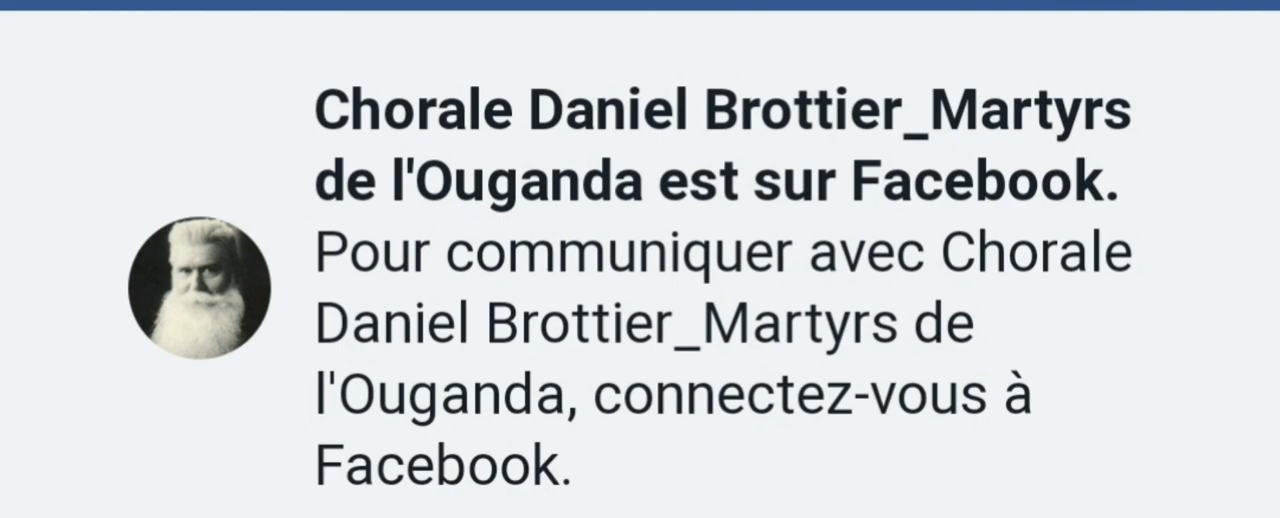 Chorale Daniel Brottier_Martyrs
de l'Ouganda est sur Facebook.
Pour communiquer avec Chorale
Daniel Brottier_Martyrs de
l'Ouganda, connectez-vous à
Facebook.